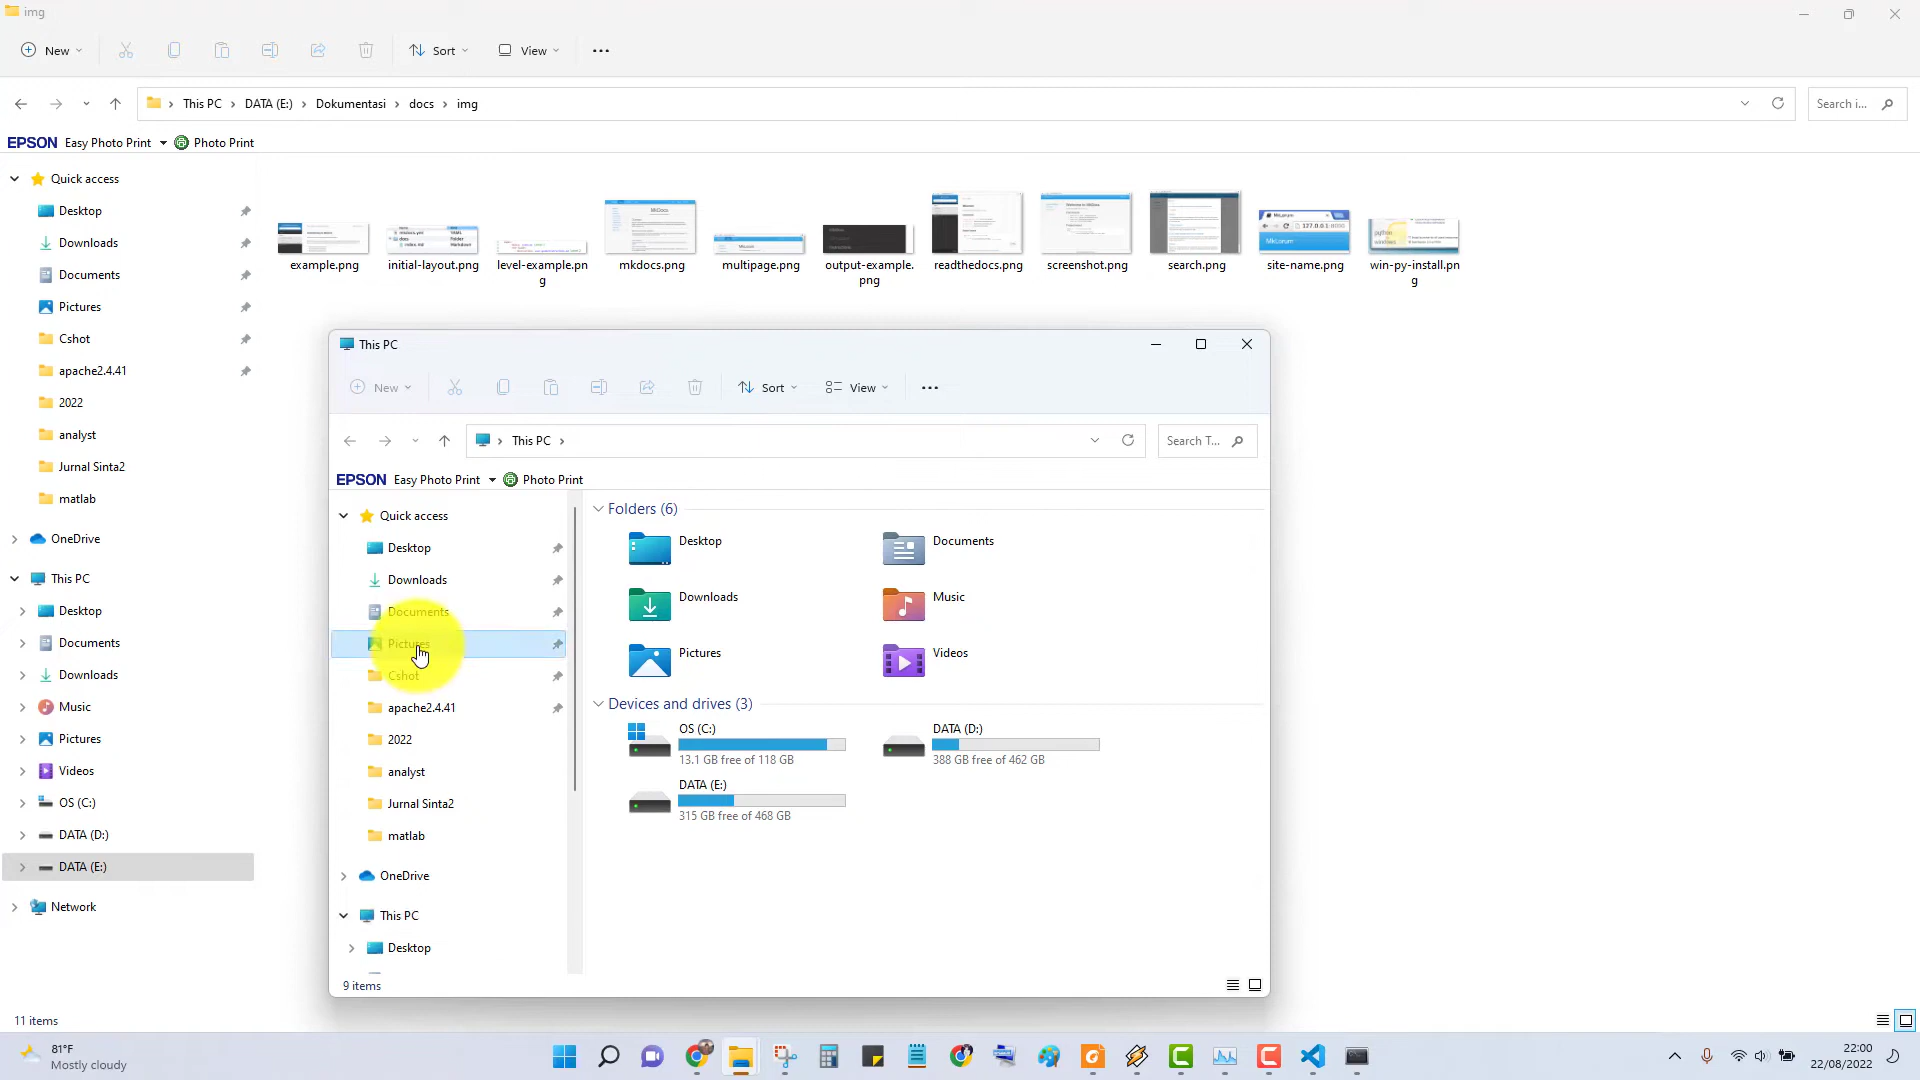 img
New
Sort
View
This PC
DATA (E:)
Dokumentasi
docs
img
Search i...
EPSON Easy Photo Print
Photo Print
Quick access
Desktop
Downloads
Documents
Pictures
Cshot
apache2.4.41
2022
analyst
Jurnal Sinta2
matlab
OneDrive
This PC
Desktop
Documents
Downloads
Music
Pictures
Videos
OS (C:)
DATA (D:)
DATA (E:)
Network
11 items
example.png
initial-layout.png
level-example.pn
g
mkdocs.png
multipage.png
output-example.
png
readthedocs.png
screenshot.png
search.png
site-name.png
win-py-install.pn
g
This PC
New
Sort
View
This PC
Search T...
EPSON Easy Photo Print
Photo Print
Quick access
Desktop
Downloads
Documents
Pictures
Cshot
apache2.4.41
2022
analyst
Jurnal Sinta2
matlab
OneDrive
This PC
Desktop
Folders (6)
Desktop
Documents
Downloads
Music
Pictures
Videos
Devices and drives (3)
OS (C:)
13.1 GB free of 118 GB
DATA (D:)
388 GB free of 462 GB
DATA (E:)
315 GB free of 468 GB
9 items
81°F
Mostly cloudy
22:00
22/08/2022